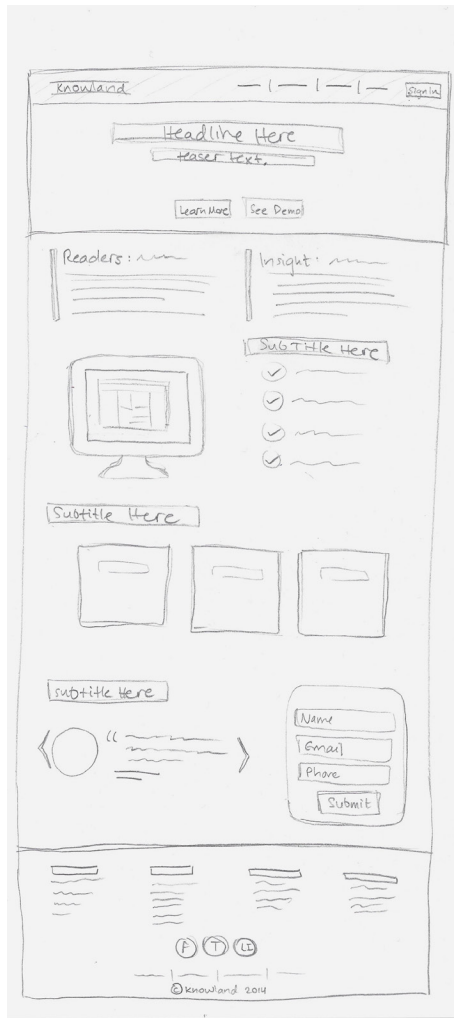 Knowland
Sign in
Headline Here
teaser text.
Learn More
See Demo
Readers:
Insight:
SubTitle Here
Subtitle Here
subtitle Here
“
Name
Email
Phone
Submit
F
T
LI
© Knowland 2014